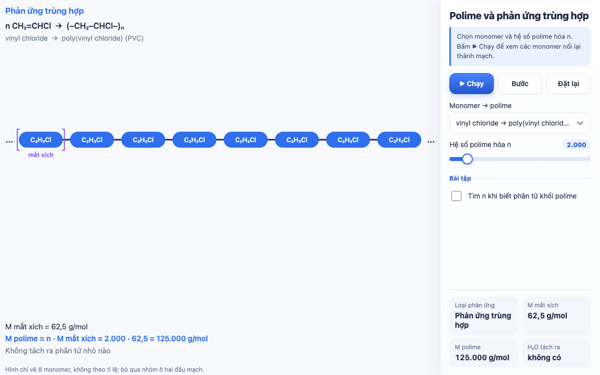 Phản ứng trùng hợp
n CH₂=CHCl → (−CH₂−CHCl−)ₙ
vinyl chloride → poly(vinyl chloride) (PVC)
... C₂H₃Cl C₂H₃Cl C₂H₃Cl C₂H₃Cl C₂H₃Cl C₂H₃Cl C₂H₃Cl C₂H₃Cl ...
mắt xích
M mắt xích = 62,5 g/mol
M polime = n · M mắt xích = 2.000 · 62,5 = 125.000 g/mol
Không tách ra phân tử nhỏ nào
Hình chỉ vẽ 8 monomer, không theo tỉ lệ; bỏ qua nhóm ở hai đầu mạch.
Polime và phản ứng trùng hợp
Chọn monomer và hệ số polime hóa n.
Bấm ▶ Chạy để xem các monomer nối lại
thành mạch.
▶ Chạy Bước Đặt lại
Monomer → polime
vinyl chloride → poly(vinyl chlorid...
Hệ số polime hóa n 2.000
Bài tập
Tìm n khi biết phân tử khối polime
Loại phản ứng
Phản ứng trùng
hợp
M mắt xích
62,5 g/mol
M polime
125.000 g/mol
H₂O tách ra
không có